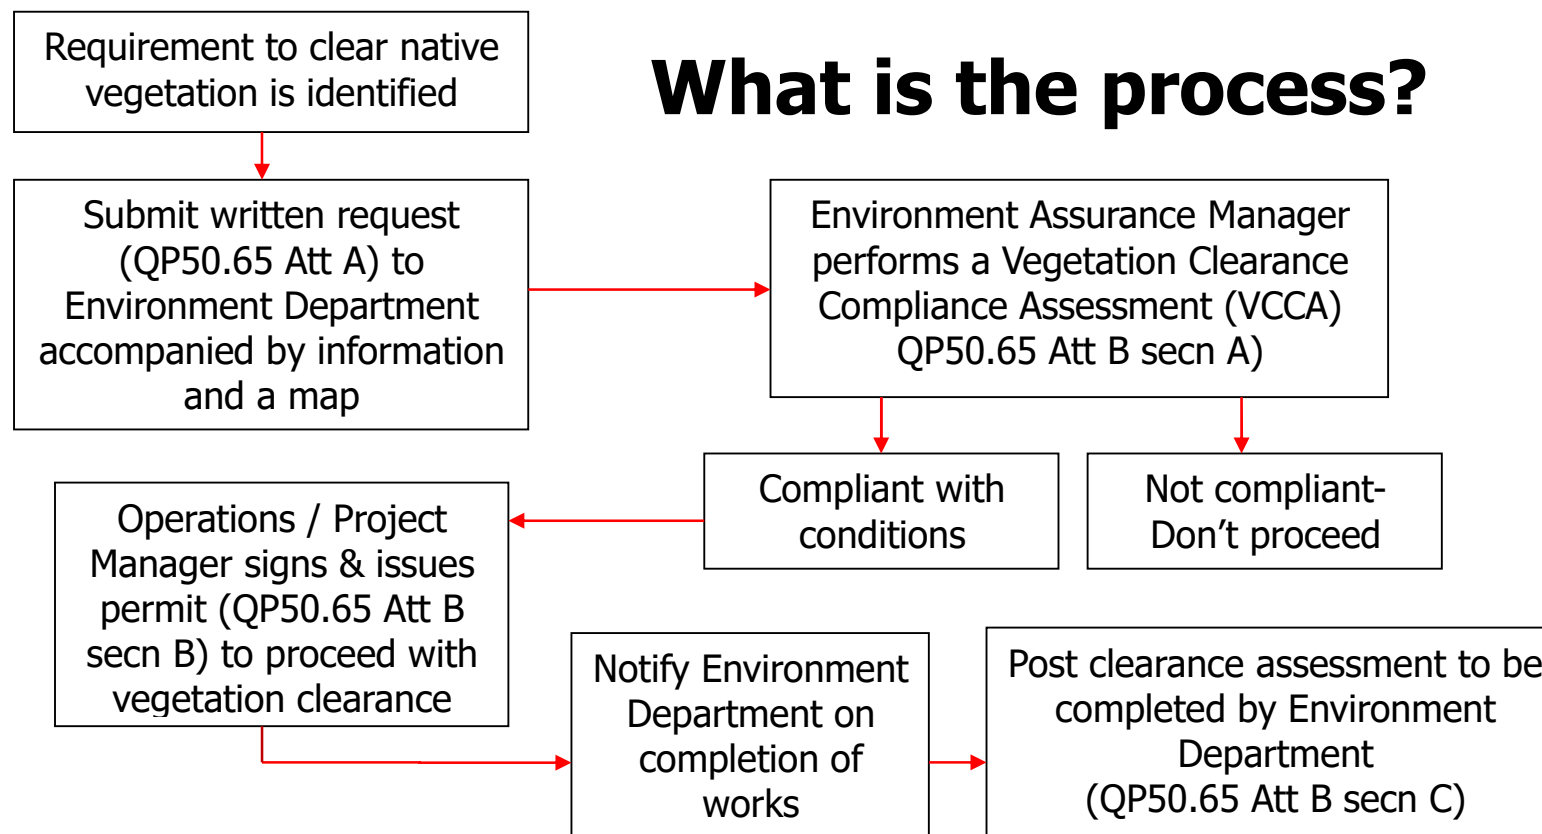 Requirement to clear native
vegetation is identified
What is the process?
Submit written request
(QP50.65 Att A) to
Environment Department
accompanied by information
and a map
Environment Assurance Manager
performs a Vegetation Clearance
Compliance Assessment (VCCA)
QP50.65 Att B secn A)
Compliant with
conditions
Not compliant-
Don’t proceed
Operations / Project
Manager signs & issues
permit (QP50.65 Att B
secn B) to proceed with
vegetation clearance
Notify Environment
Department on
completion of
works
Post clearance assessment to be
completed by Environment
Department
(QP50.65 Att B secn C)